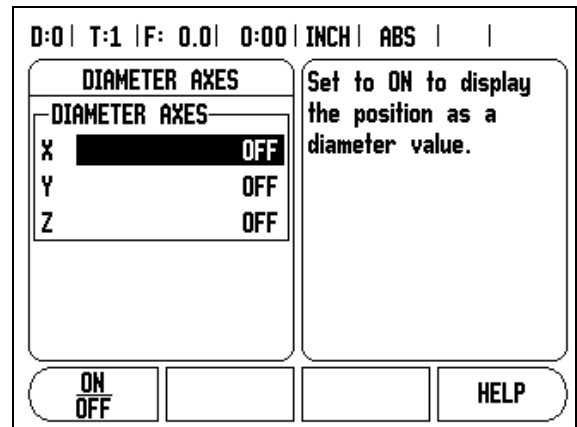 D:0 | T:1 | F: 0.0 | 0:00 | INCH | ABS | |
DIAMETER AXES
DIAMETER AXES
X OFF
Y OFF
Z OFF
Set to ON to display
the position as a
diameter value.
ON
OFF
HELP